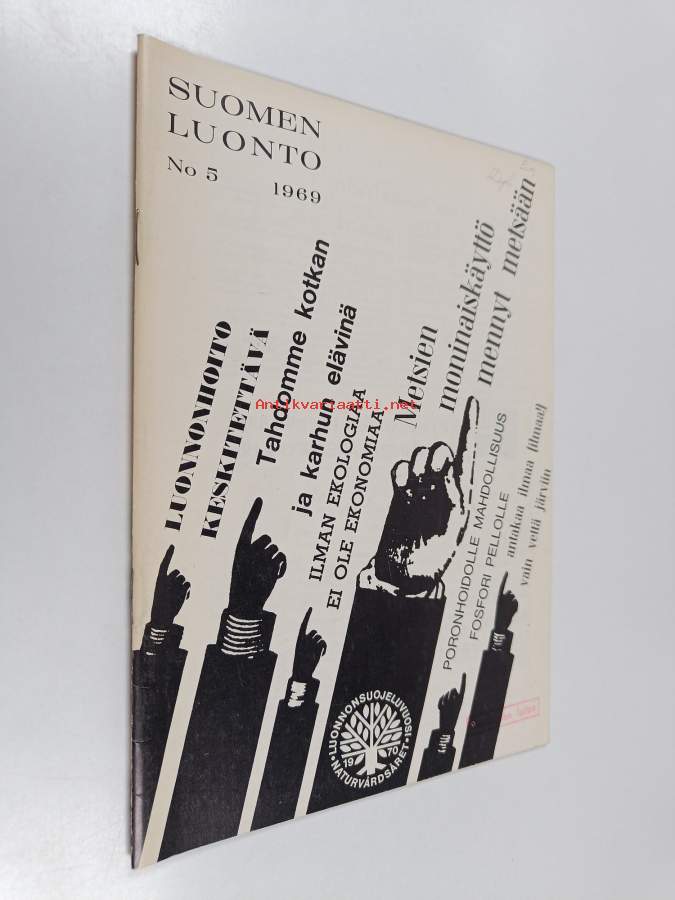 SUOMEN
LUONTO
No 5 1969
LUONNONHOITO
KESKITETTÄVÄ
Tahdomme kotkan
ja karhun elävinä
ILMAN EKOLOGIAA
EI OLE EKONOMIAA
Metsien
moninaiskäyttö
mennyt metsään
PORONHOIDOLLE MAHDOLLISUUS
FOSFORI PELLOLLE
antakaa ilmaa [ilmaa!]
vain vettä järviin
LUONNONSUOJELUVUOSI
1970
NATURVÅRDSÅRET
Antikvariaatti.net